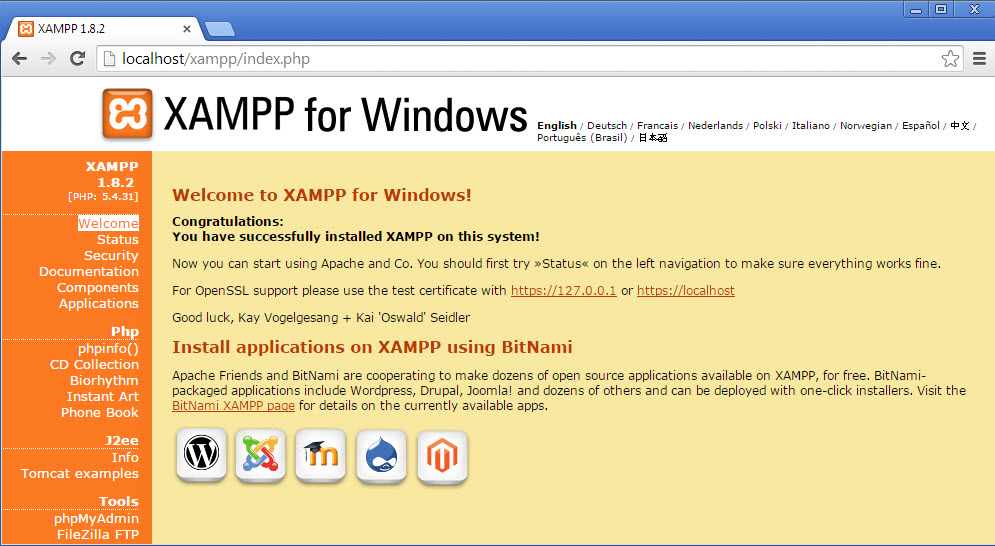 XAMPP 1.8.2
localhost/xampp/index.php
XAMPP for Windows
English / Deutsch / Francais / Nederlands / Polski / Italiano / Norwegian / Español / 中文 /
Português (Brasil) / 日本語
XAMPP
1.8.2
[PHP: 5.4.31]
Welcome
Status
Security
Documentation
Components
Applications
Php
phpinfo()
CD Collection
Biorhythm
Instant Art
Phone Book
J2ee
Info
Tomcat examples
Tools
phpMyAdmin
FileZilla FTP
Welcome to XAMPP for Windows!
Congratulations:
You have successfully installed XAMPP on this system!
Now you can start using Apache and Co. You should first try »Status« on the left navigation to make sure everything works fine.
For OpenSSL support please use the test certificate with https://127.0.0.1 or https://localhost
Good luck, Kay Vogelgesang + Kai 'Oswald' Seidler
Install applications on XAMPP using BitNami
Apache Friends and BitNami are cooperating to make dozens of open source applications available on XAMPP, for free. BitNami-
packaged applications include Wordpress, Drupal, Joomla! and dozens of others and can be deployed with one-click installers. Visit the
BitNami XAMPP page for details on the currently available apps.